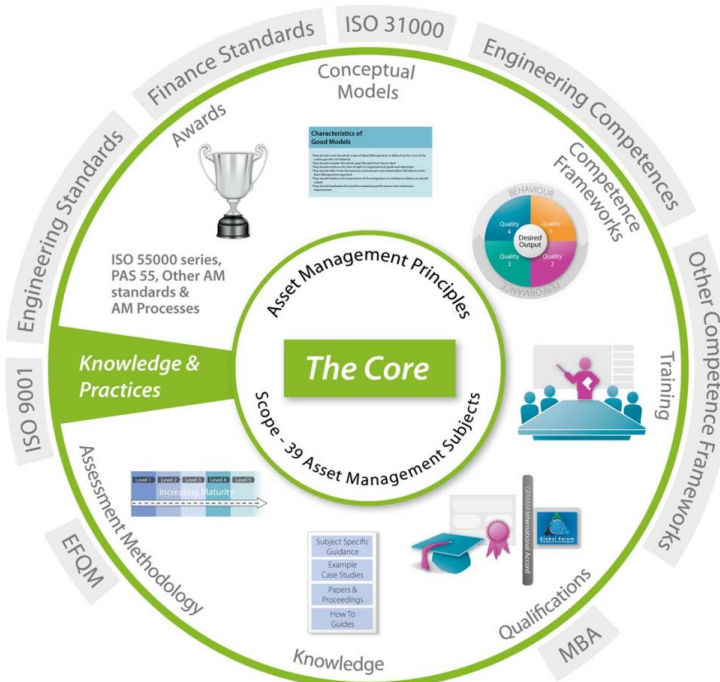 ISO 31000
Finance Standards
Engineering Competences
Engineering Standards
Other Competence Frameworks
ISO 9001
EFQM
MBA
Conceptual
Models
Awards
Competence
Frameworks
Characteristics of
Good Models
BEHAVIOUR
Quality
4
Quality
1
Desired
Output
Quality
3
Quality
2
PERFORMANCE
ISO 55000 series,
PAS 55, Other AM
standards &
AM Processes
Asset Management Principles
Knowledge &
Practices
The Core
Scope - 39 Asset Management Subjects
Training
Level 1
Level 2
Level 3
Level 4
Level 5
Increasing Maturity
Assessment Methodology
Subject Specific
Guidance
Example
Case Studies
Papers &
Proceedings
How To
Guides
Knowledge
GFMAM International Accord
Global Forum
Qualifications